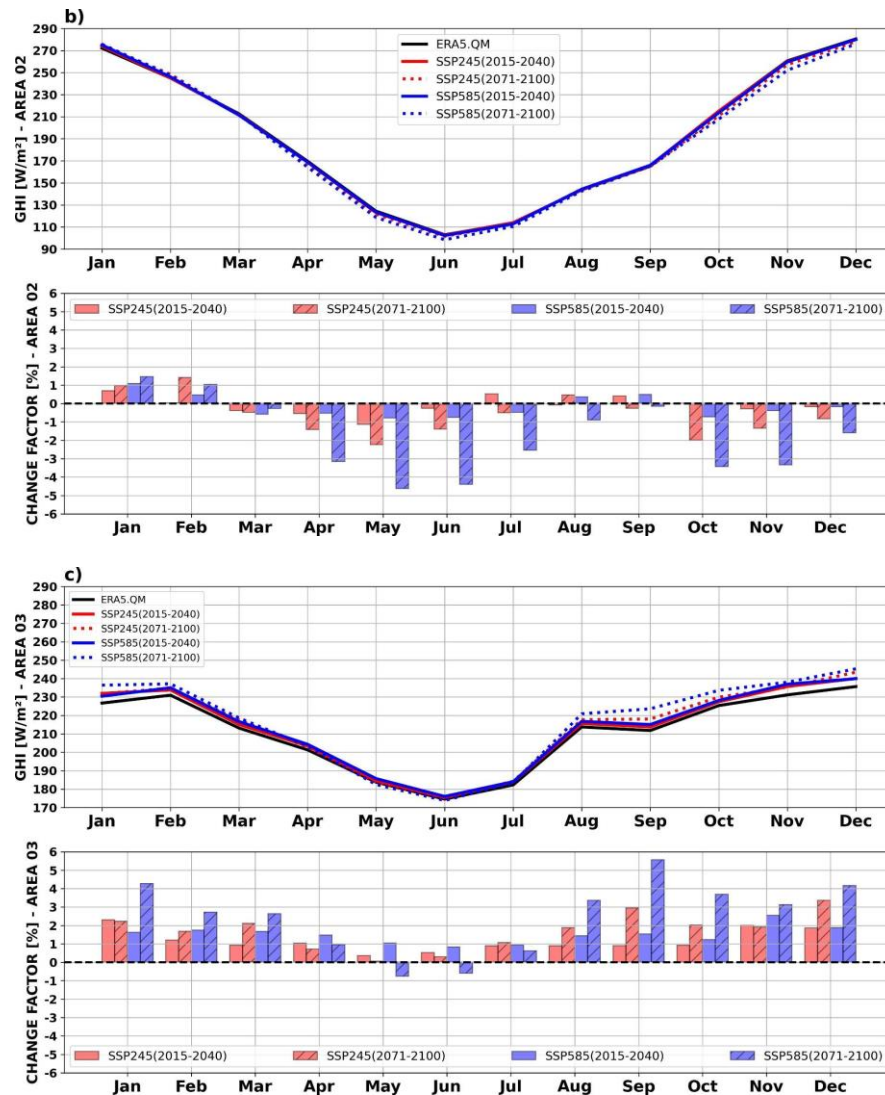 b)
GHI [W/m²] - AREA 02
290
270
250
230
210
190
170
150
130
110
90
ERA5.QM
SSP245(2015-2040)
SSP245(2071-2100)
SSP585(2015-2040)
SSP585(2071-2100)
Jan Feb Mar Apr May Jun Jul Aug Sep Oct Nov Dec
CHANGE FACTOR [%] - AREA 02
6
5
4
3
2
1
0
-1
-2
-3
-4
-5
-6
SSP245(2015-2040) SSP245(2071-2100) SSP585(2015-2040) SSP585(2071-2100)
Jan Feb Mar Apr May Jun Jul Aug Sep Oct Nov Dec
c)
GHI [W/m²] - AREA 03
290
280
270
260
250
240
230
220
210
200
190
180
170
ERA5.QM
SSP245(2015-2040)
SSP245(2071-2100)
SSP585(2015-2040)
SSP585(2071-2100)
Jan Feb Mar Apr May Jun Jul Aug Sep Oct Nov Dec
CHANGE FACTOR [%] - AREA 03
6
5
4
3
2
1
0
-1
-2
-3
-4
-5
-6
SSP245(2015-2040) SSP245(2071-2100) SSP585(2015-2040) SSP585(2071-2100)
Jan Feb Mar Apr May Jun Jul Aug Sep Oct Nov Dec